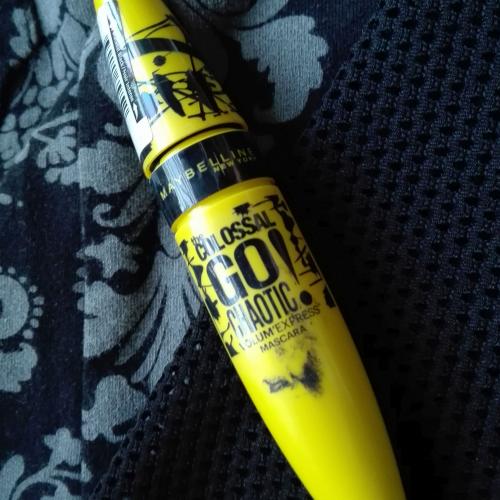 MAYBELLINE
NEW YORK
THE
COLOSSAL
GO!
CHAOTIC
VOLUM'EXPRESS
MASCARA